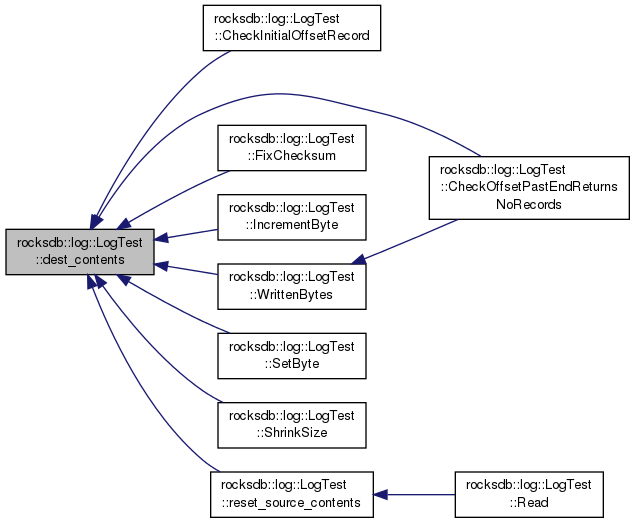 rocksdb::log::LogTest
::CheckInitialOffsetRecord
rocksdb::log::LogTest
::FixChecksum
rocksdb::log::LogTest
::CheckOffsetPastEndReturns
NoRecords
rocksdb::log::LogTest
::IncrementByte
rocksdb::log::LogTest
::dest_contents
rocksdb::log::LogTest
::WrittenBytes
rocksdb::log::LogTest
::SetByte
rocksdb::log::LogTest
::ShrinkSize
rocksdb::log::LogTest
::reset_source_contents
rocksdb::log::LogTest
::Read